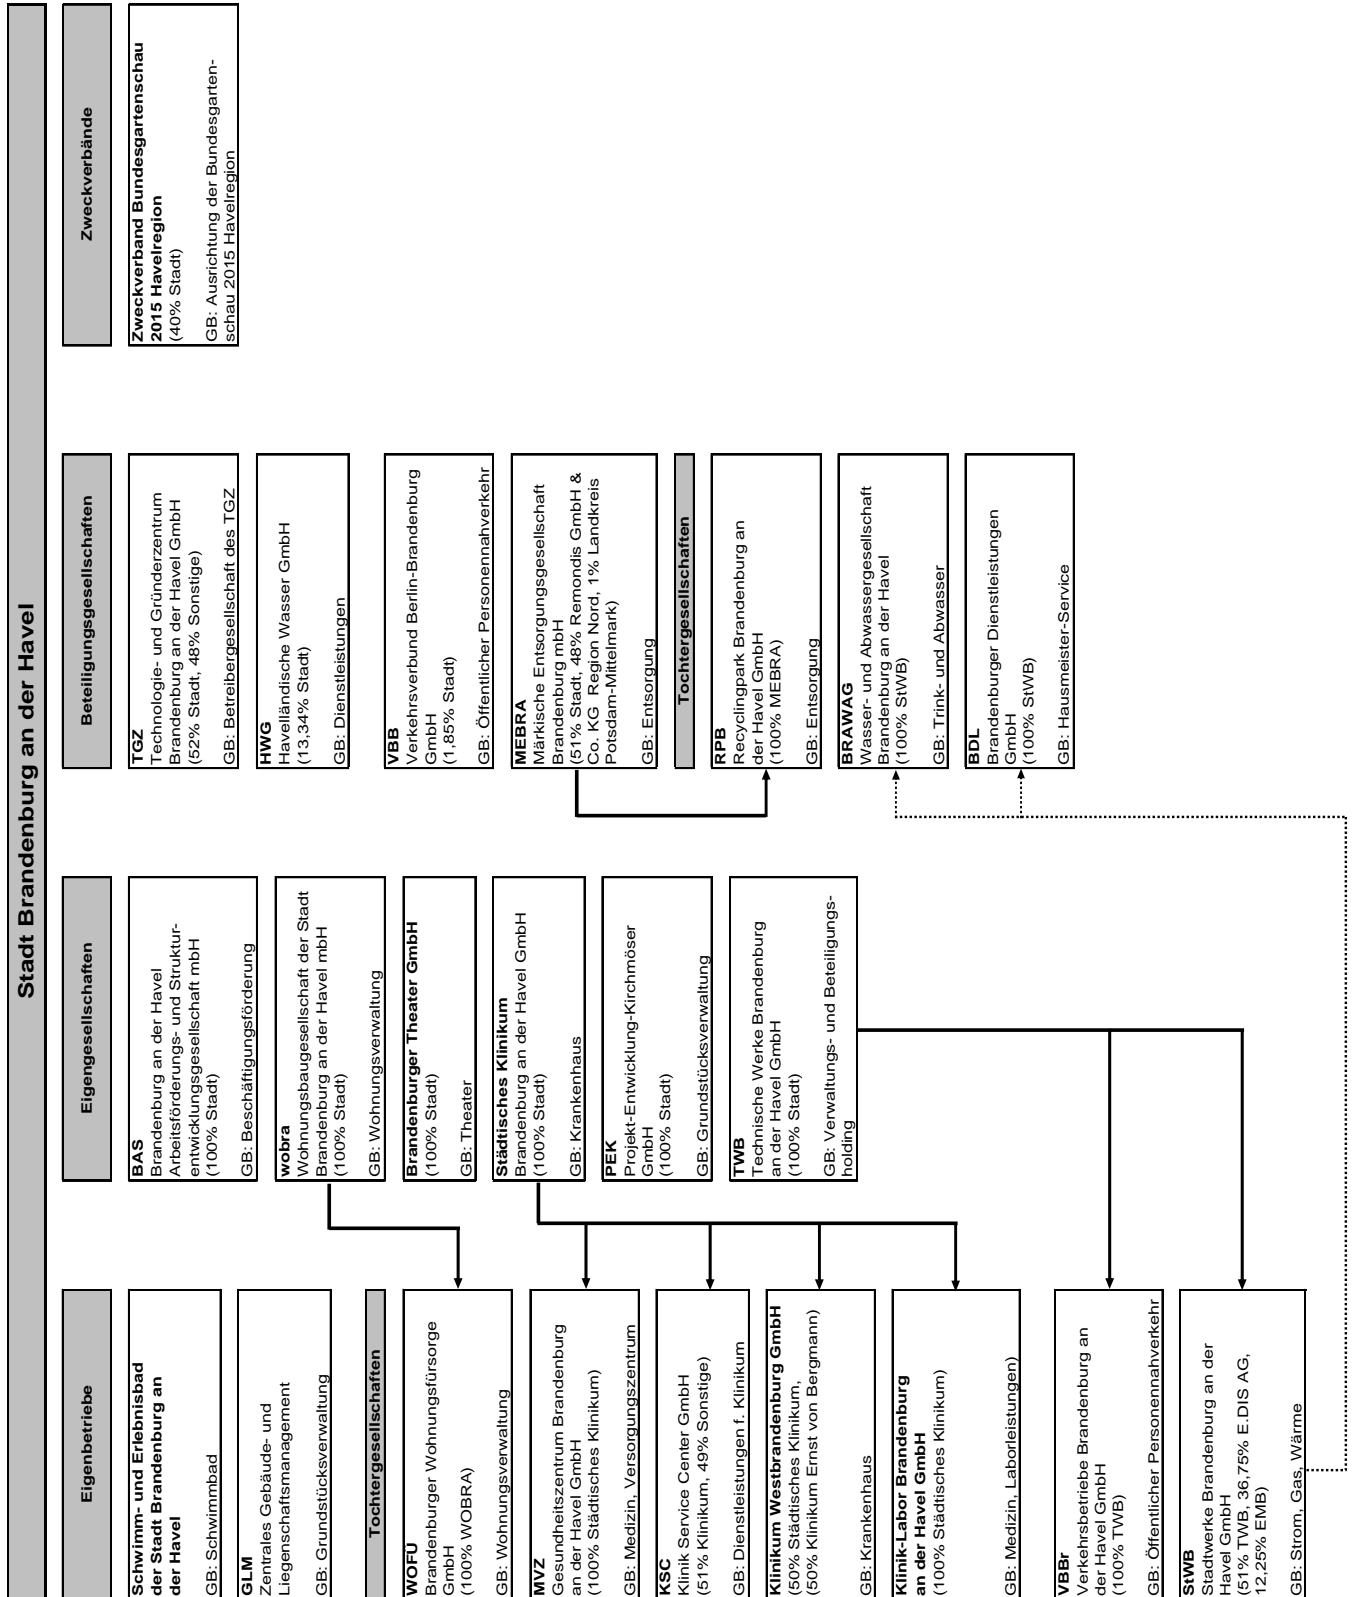 Stadt Brandenburg an der Havel
Eigenbetriebe
Schwimm- und Erlebnisbad
der Stadt Brandenburg an
der Havel
GB: Schwimmbad
GLM
Zentrales Gebäude- und
Liegenschaftsmanagement
GB: Grundstücksverwaltung
Tochtergesellschaften
WOFÜ
Brandenburger Wohnungsfürsorge
GmbH
(100% WOBRA)
GB: Wohnungsverwaltung
MVZ
Gesundheitszentrum Brandenburg
an der Havel GmbH
(100% Städtisches Klinikum)
GB: Medizin, Versorgungszentrum
KSC
Klinik Service Center GmbH
(51% Klinikum, 49% Sonstige)
GB: Dienstleistungen f. Klinikum
Klinikum Westbrandenburg GmbH
(50% Städtisches Klinikum,
(50% Klinikum Ernst von Bergmann)
GB: Krankenhaus
Klinik-Labor Brandenburg
an der Havel GmbH
(100% Städtisches Klinikum)
GB: Medizin, Laborleistungen)
VBBr
Verkehrsbetriebe Brandenburg an
der Havel GmbH
(100% TWB)
GB: Öffentlicher Personennahverkehr
StWB
Stadtwerke Brandenburg an der
Havel GmbH
(51% TWB, 36,75% E.DIS AG,
12,25% EMB)
GB: Strom, Gas, Wärme
Eigengesellschaften
BAS
Brandenburg an der Havel
Arbeitsförderungs- und Struktur-
entwicklungsgesellschaft mbH
(100% Stadt)
GB: Beschäftigungsförderung
wobra
Wohnungsbaugesellschaft der Stadt
Brandenburg an der Havel mbH
(100% Stadt)
GB: Wohnungsverwaltung
Brandenburger Theater GmbH
(100% Stadt)
GB: Theater
Städtisches Klinikum
Brandenburg an der Havel GmbH
(100% Stadt)
GB: Krankenhaus
PEK
Projekt-Entwicklung-Kirchmöser
GmbH
(100% Stadt)
GB: Grundstücksverwaltung
TWB
Technische Werke Brandenburg
an der Havel GmbH
(100% Stadt)
GB: Verwaltungs- und Beteiligungs-
holding
Beteiligungsgesellschaften
TGZ
Technologie- und Gründerzentrum
Brandenburg an der Havel GmbH
(52% Stadt, 48% Sonstige)
GB: Betreibergesellschaft des TGZ
HWG
Havelländische Wasser GmbH
(13,34% Stadt)
GB: Dienstleistungen
VBB
Verkehrsverbund Berlin-Brandenburg
GmbH
(1,85% Stadt)
GB: Öffentlicher Personennahverkehr
MEBRA
Märkische Entsorgungsgesellschaft
Brandenburg mbH
(51% Stadt, 48% Remondis GmbH &
Co. KG Region Nord, 1% Landkreis
Potsdam-Mittelmark)
GB: Entsorgung
Tochtergesellschaften
RPB
Recyclingpark Brandenburg an
der Havel GmbH
(100% MEBRA)
GB: Entsorgung
BRAWAG
Wasser- und Abwassergesellschaft
Brandenburg an der Havel
(100% StWB)
GB: Trink- und Abwasser
BDL
Brandenburger Dienstleistungen
GmbH
(100% StWB)
GB: Hausmeister-Service
Zweckverbände
Zweckverband Bundesgartenschau
2015 Havelregion
(40% Stadt)
GB: Ausrichtung der Bundesgarten-
schau 2015 Havelregion